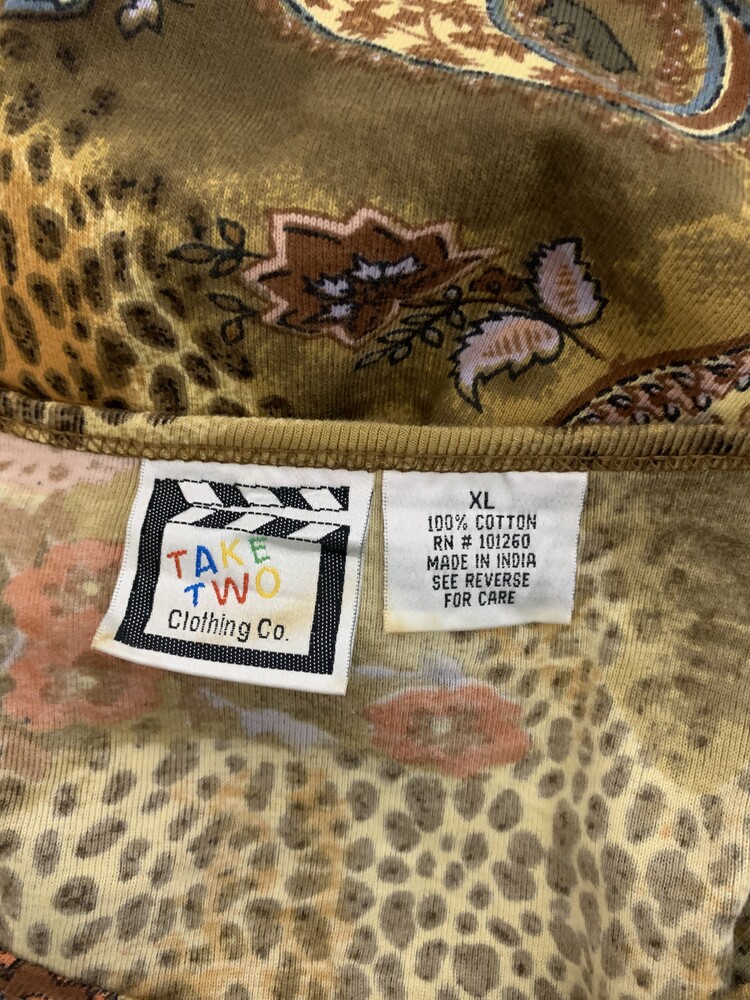 TAKE
TWO
Clothing Co.
XL
100% COTTON
RN # 101260
MADE IN INDIA
SEE REVERSE
FOR CARE